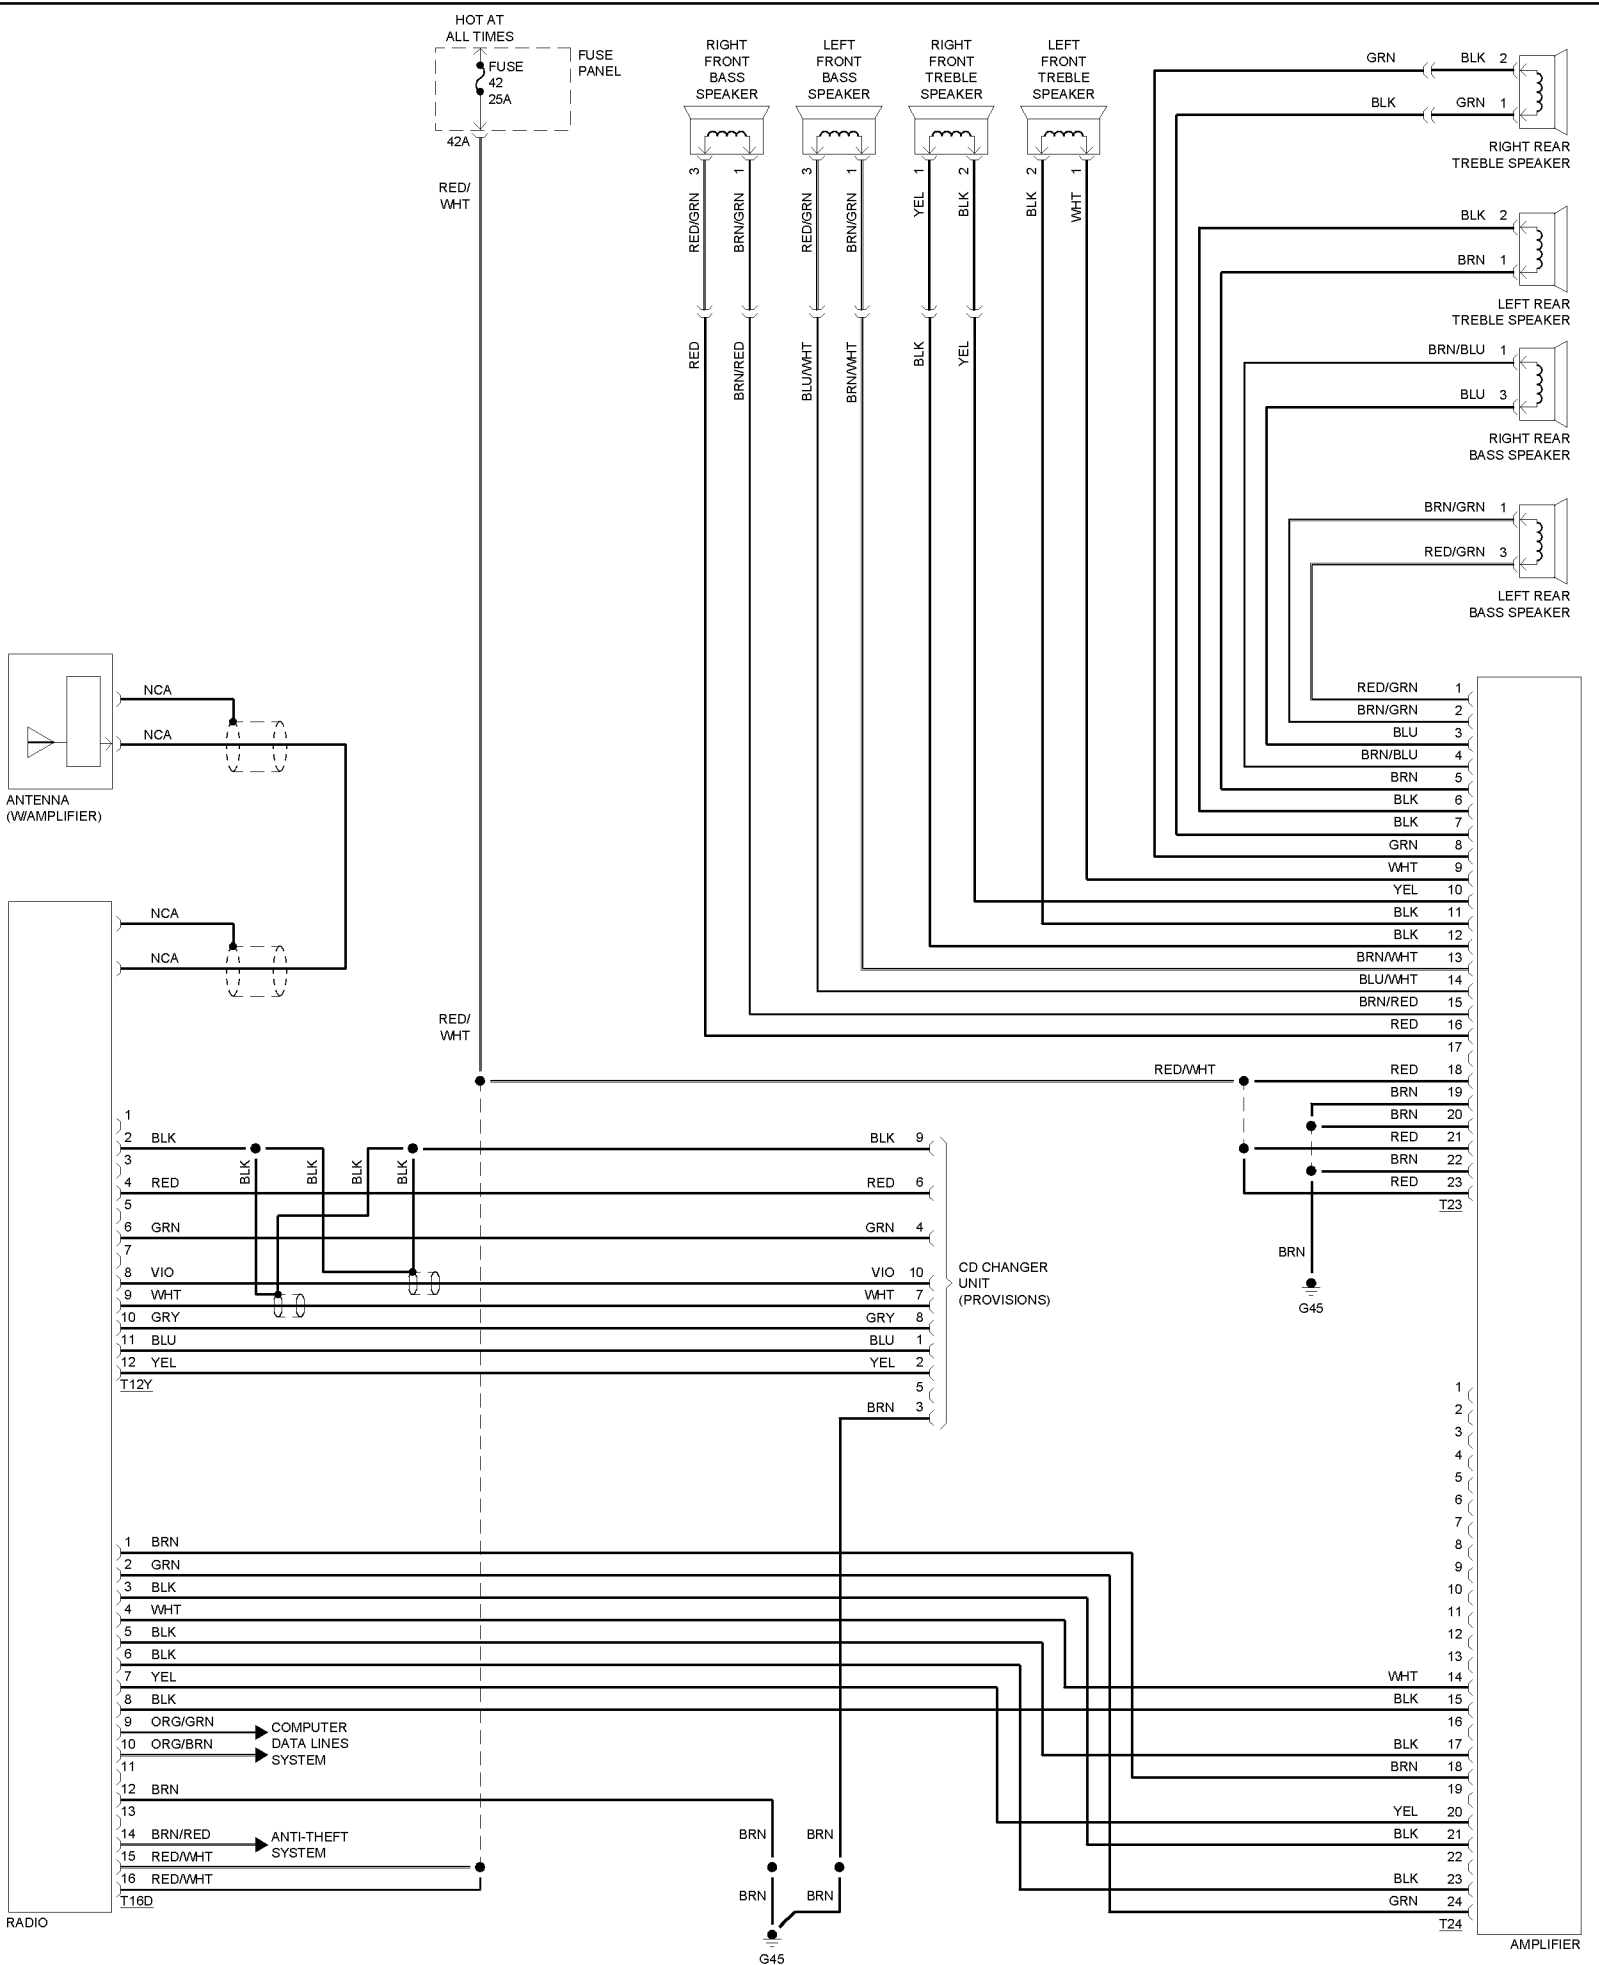 HOT AT
ALL TIMES
FUSE
PANEL
FUSE
42
25A
42A
RED/
WHT
RIGHT
FRONT
BASS
SPEAKER
LEFT
FRONT
BASS
SPEAKER
RIGHT
FRONT
TREBLE
SPEAKER
LEFT
FRONT
TREBLE
SPEAKER
3 1 3 1 1 2 2 1
RED/GRN BRN/GRN RED/GRN BRN/GRN YEL BLK BLK WHT
RED BRN/RED BLU/WHT BRN/WHT BLK YEL
GRN BLK 2
BLK GRN 1
RIGHT REAR
TREBLE SPEAKER
BLK 2
BRN 1
LEFT REAR
TREBLE SPEAKER
BRN/BLU 1
BLU 3
RIGHT REAR
BASS SPEAKER
BRN/GRN 1
RED/GRN 3
LEFT REAR
BASS SPEAKER
NCA
NCA
ANTENNA
(W/AMPLIFIER)
NCA
NCA
RED/
WHT
RED/GRN 1
BRN/GRN 2
BLU 3
BRN/BLU 4
BRN 5
BLK 6
BLK 7
GRN 8
WHT 9
YEL 10
BLK 11
BLK 12
BRN/WHT 13
BLU/WHT 14
BRN/RED 15
RED 16
17
RED/WHT RED 18
BRN 19
BRN 20
RED 21
BRN 22
RED 23
T23
BRN
G45
1
2 BLK
3
4 RED
5
6 GRN
7
8 VIO
9 WHT
10 GRY
11 BLU
12 YEL
T12Y
BLK BLK BLK BLK
BLK 9
RED 6
GRN 4
VIO 10
WHT 7
GRY 8
BLU 1
YEL 2
5
BRN 3
CD CHANGER
UNIT
(PROVISIONS)
1 BRN
2 GRN
3 BLK
4 WHT
5 BLK
6 BLK
7 YEL
8 BLK
9 ORG/GRN
10 ORG/BRN
COMPUTER
DATA LINES
SYSTEM
11
12 BRN
13
14 BRN/RED
ANTI-THEFT
SYSTEM
15 RED/WHT
16 RED/WHT
T16D
RADIO
BRN BRN
BRN BRN
G45
1
2
3
4
5
6
7
8
9
10
11
12
13
WHT 14
BLK 15
16
BLK 17
BRN 18
19
YEL 20
BLK 21
22
BLK 23
GRN 24
T24
AMPLIFIER